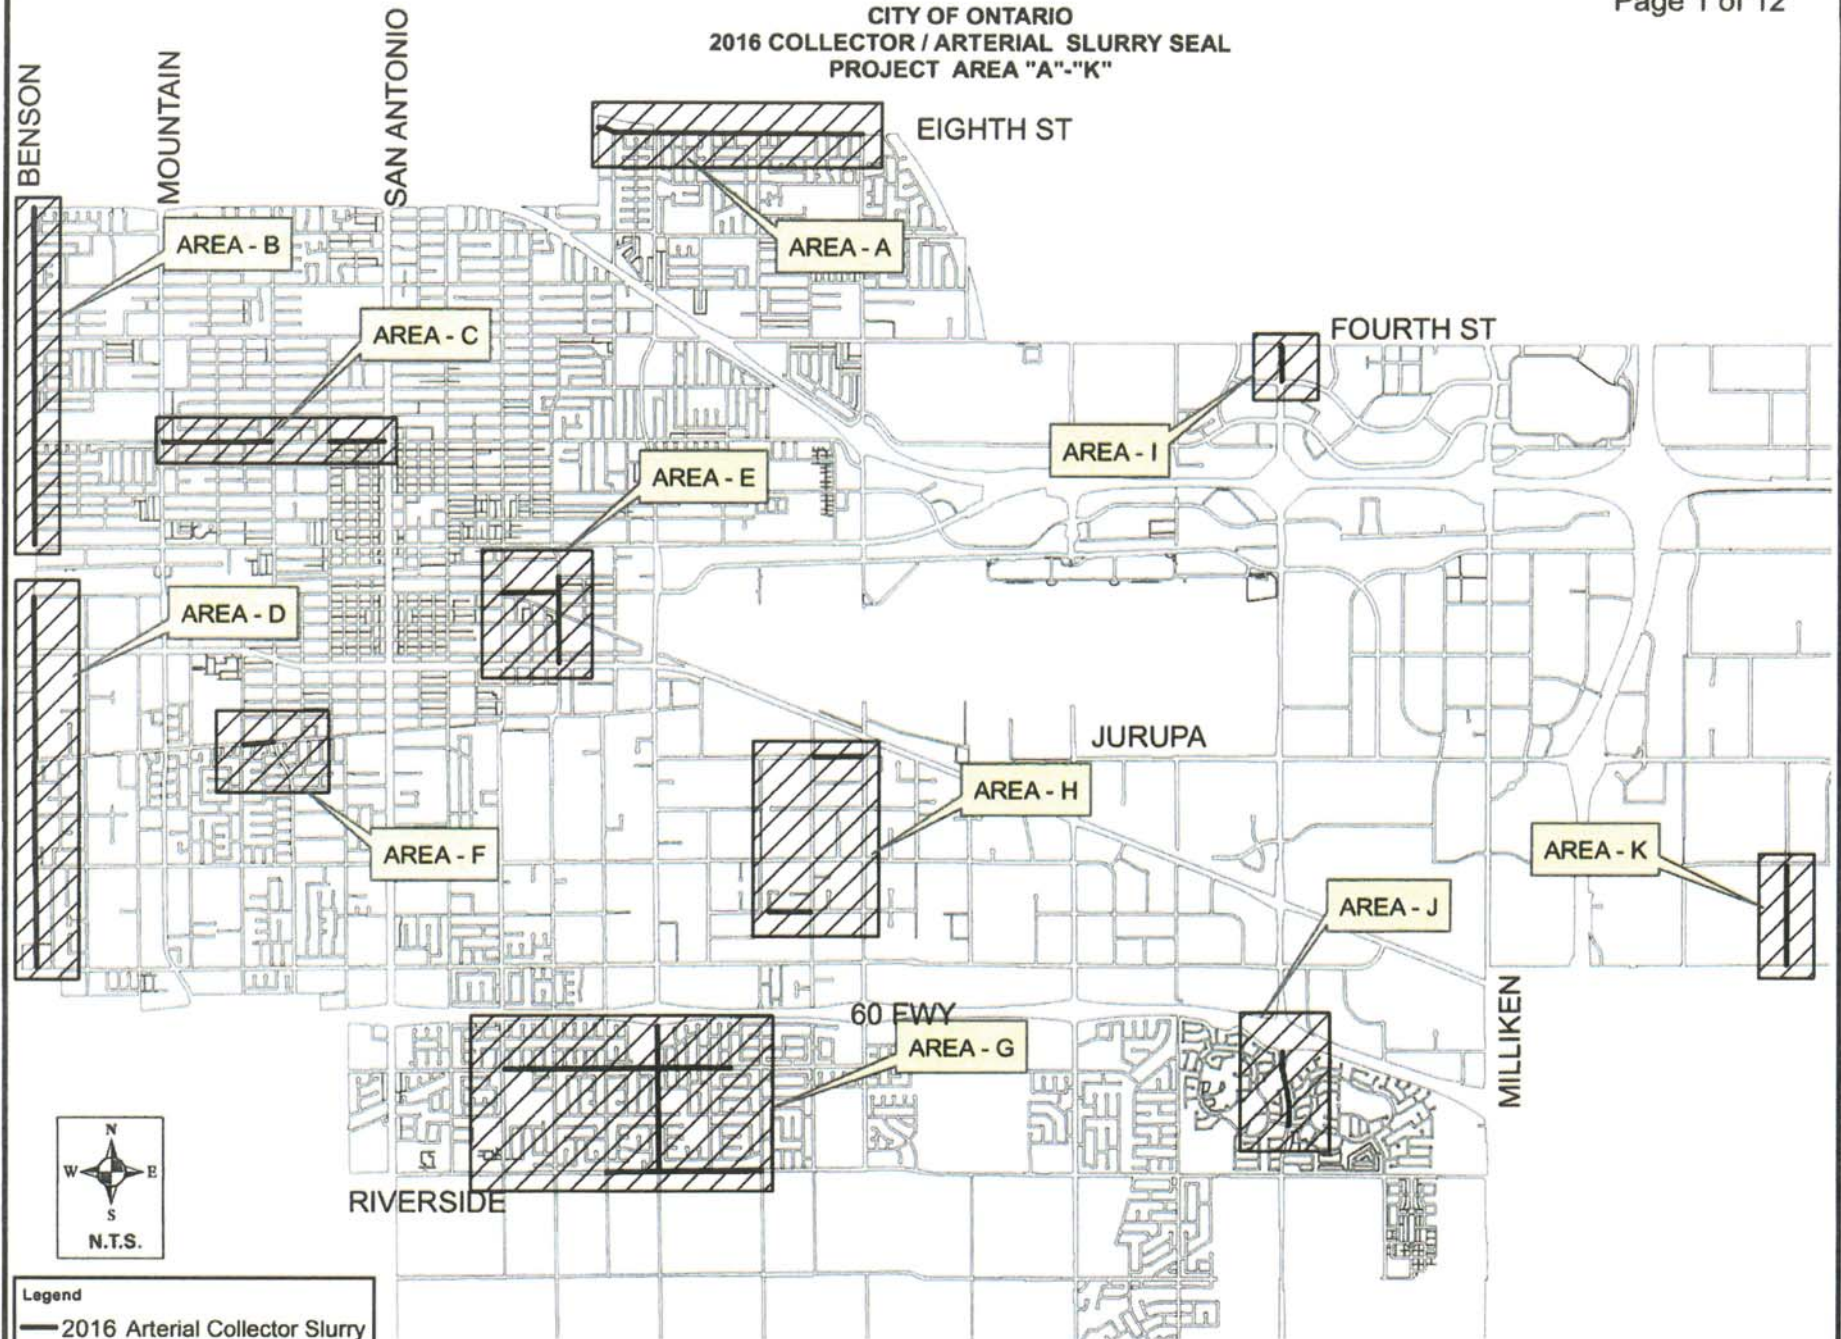 Page 1 of 12
CITY OF ONTARIO
2016 COLLECTOR / ARTERIAL SLURRY SEAL
PROJECT AREA "A"-"K"
BENSON
MOUNTAIN
SAN ANTONIO
EIGHTH ST
AREA - B
AREA - A
AREA - C
FOURTH ST
AREA - I
AREA - E
AREA - D
JURUPA
AREA - H
AREA - F
AREA - K
AREA - J
MILLIKEN
60 FWY
AREA - G
RIVERSIDE
N
W E
S
N.T.S.
Legend
2016 Arterial Collector Slurry